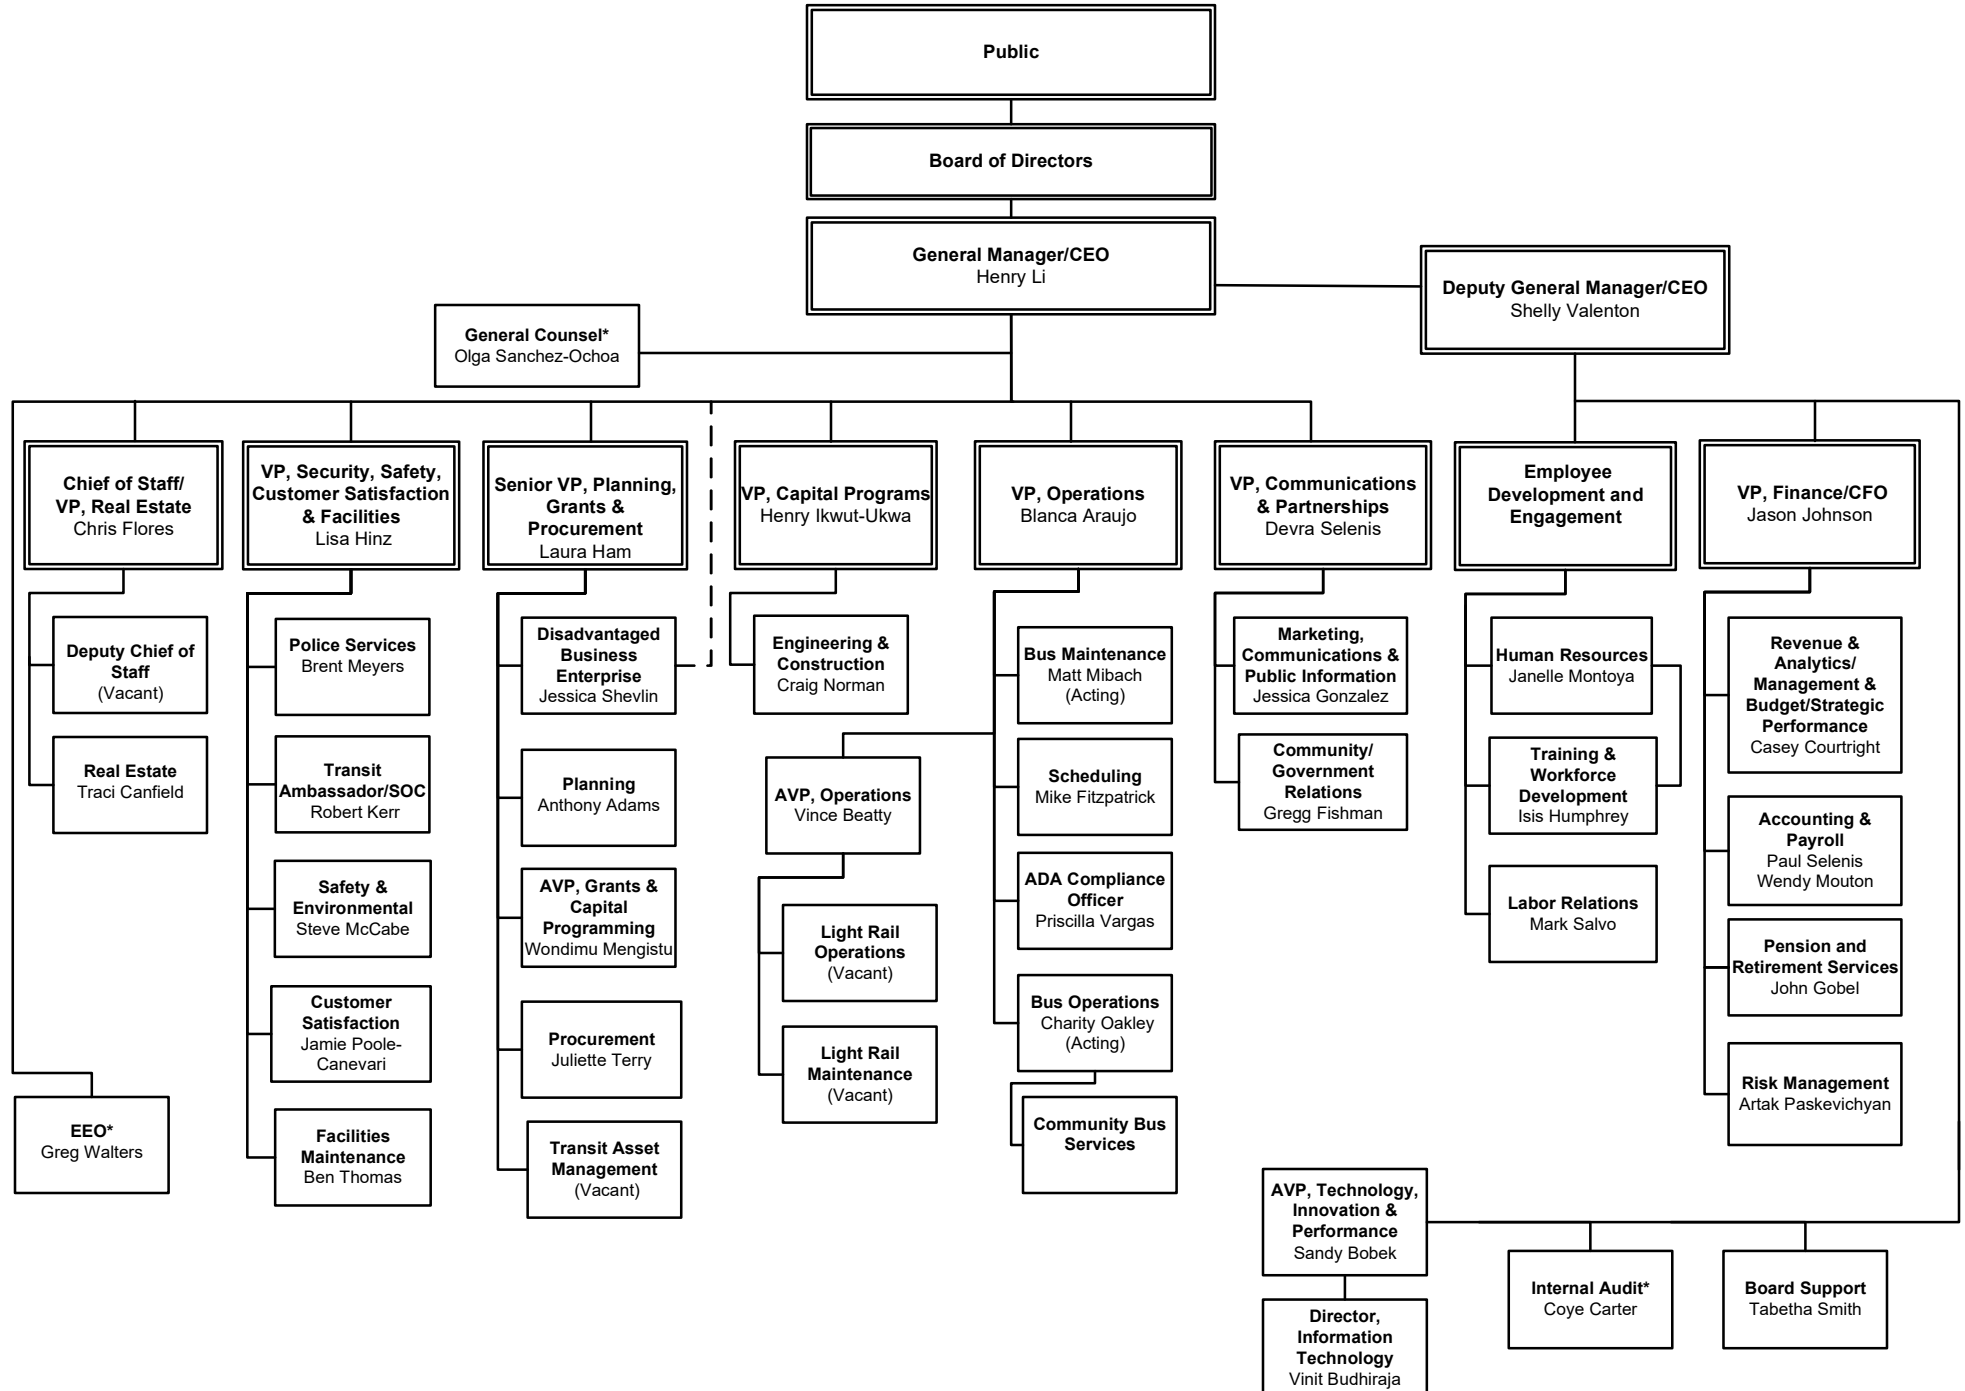 Public
Board of Directors
General Manager/CEO
Henry Li
Deputy General Manager/CEO
Shelly Valenton
General Counsel*
Olga Sanchez-Ochoa
Chief of Staff/
VP, Real Estate
Chris Flores
VP, Security, Safety,
Customer Satisfaction
& Facilities
Lisa Hinz
Senior VP, Planning,
Grants &
Procurement
Laura Ham
VP, Capital Programs
Henry Ikwut-Ukwa
VP, Operations
Blanca Araujo
VP, Communications
& Partnerships
Devra Selenis
Employee
Development and
Engagement
VP, Finance/CFO
Jason Johnson
Deputy Chief of
Staff
(Vacant)
Real Estate
Traci Canfield
EEO*
Greg Walters
Police Services
Brent Meyers
Transit
Ambassador/SOC
Robert Kerr
Safety &
Environmental
Steve McCabe
Customer
Satisfaction
Jamie Poole-
Canevari
Facilities
Maintenance
Ben Thomas
Disadvantaged
Business
Enterprise
Jessica Shevlin
Planning
Anthony Adams
AVP, Grants &
Capital
Programming
Wondimu Mengistu
Procurement
Juliette Terry
Transit Asset
Management
(Vacant)
Engineering &
Construction
Craig Norman
AVP, Operations
Vince Beatty
Light Rail
Operations
(Vacant)
Light Rail
Maintenance
(Vacant)
Bus Maintenance
Matt Mibach
(Acting)
Scheduling
Mike Fitzpatrick
ADA Compliance
Officer
Priscilla Vargas
Bus Operations
Charity Oakley
(Acting)
Community Bus
Services
Marketing,
Communications &
Public Information
Jessica Gonzalez
Community/
Government
Relations
Gregg Fishman
Human Resources
Janelle Montoya
Training &
Workforce
Development
Isis Humphrey
Labor Relations
Mark Salvo
Revenue &
Analytics/
Management &
Budget/Strategic
Performance
Casey Courtright
Accounting &
Payroll
Paul Selenis
Wendy Mouton
Pension and
Retirement Services
John Gobel
Risk Management
Artak Paskevichyan
AVP, Technology,
Innovation &
Performance
Sandy Bobek
Director,
Information
Technology
Vinit Budhiraja
Internal Audit*
Coye Carter
Board Support
Tabetha Smith